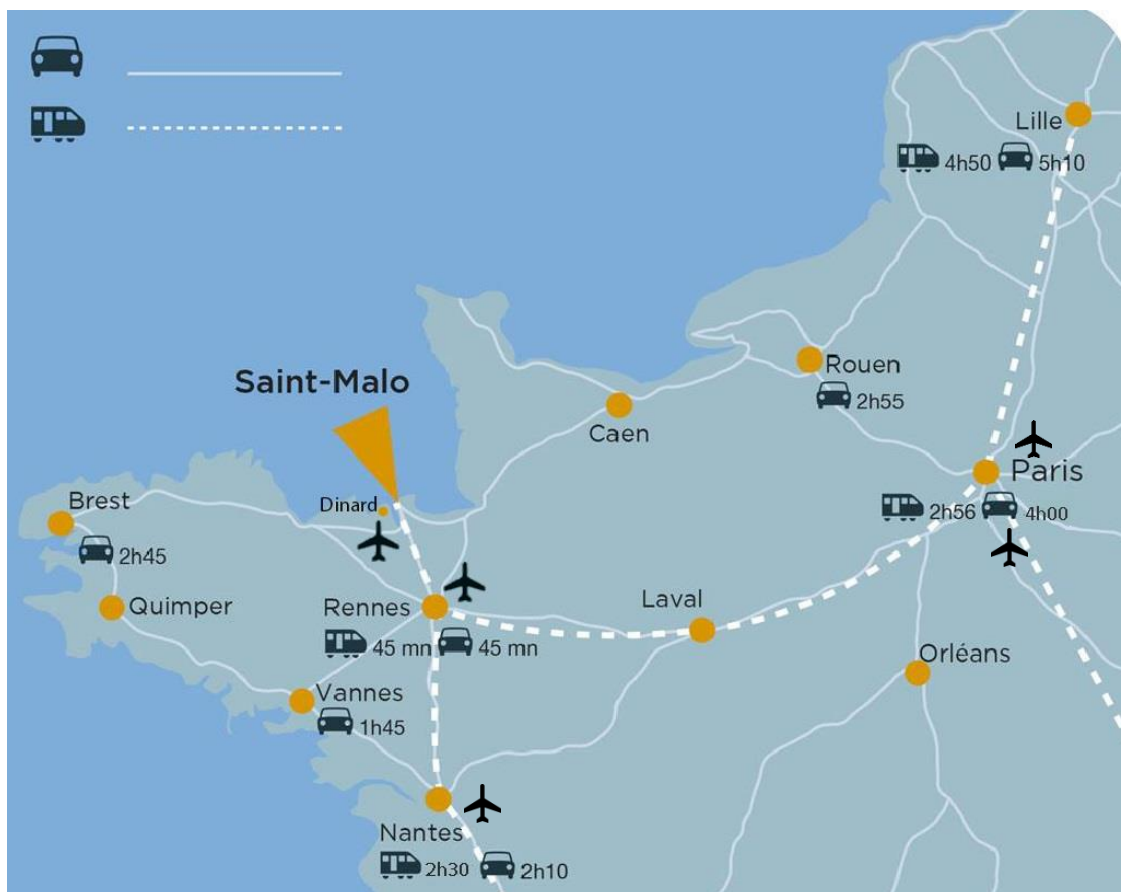 Lille
4h50 5h10
Rouen
2h55
Saint-Malo
Caen
Paris
2h56 4h00
Dinard
Brest
2h45
Quimper
Rennes
45 mn 45 mn
Laval
Orléans
Vannes
1h45
Nantes
2h30 2h10